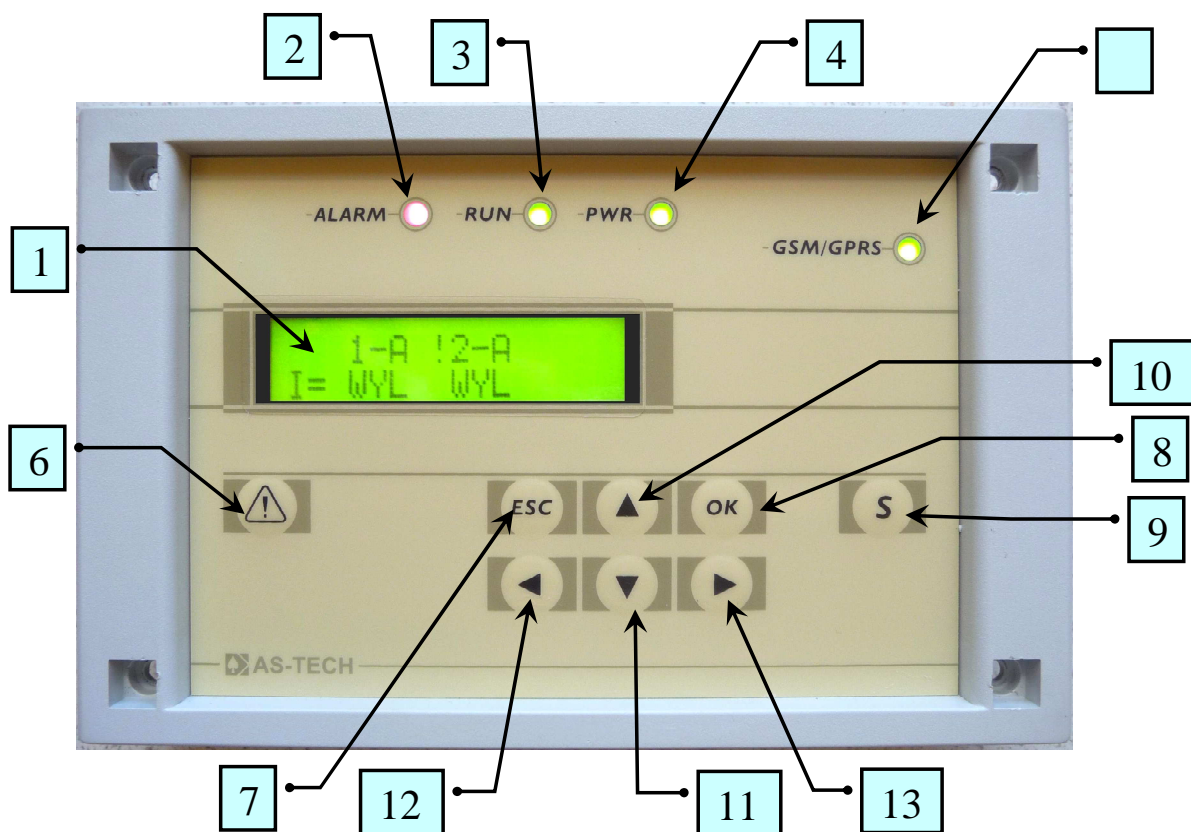 2
3
4
ALARM
RUN
PWR
GSM/GPRS
1
1-A !2-A
I= WYL WYL
10
6
8
ESC
OK
S
9
AS-TECH
7
12
11
13